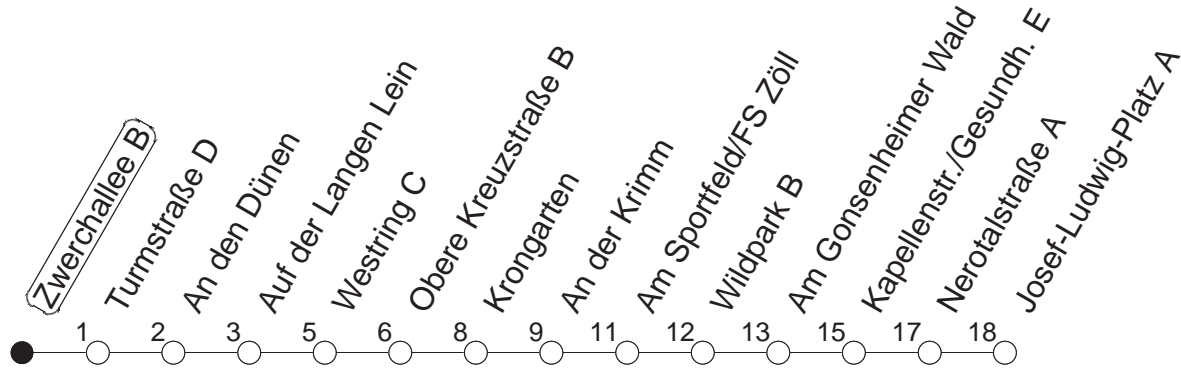 Zwerchallee B
Turmstraße D
An den Dünen
Auf der Langen Lein
Westring C
Obere Kreuzstraße B
Krongarten
An der Krimm
Am Sportfeld/FS Zöll
Wildpark B
Am Gonsenheimer Wald
Kapellenstr./Gesundh. E
Nerotalstraße A
Josef-Ludwig-Platz A
1 2 3 5 6 8 9 11 12 13 15 17 18